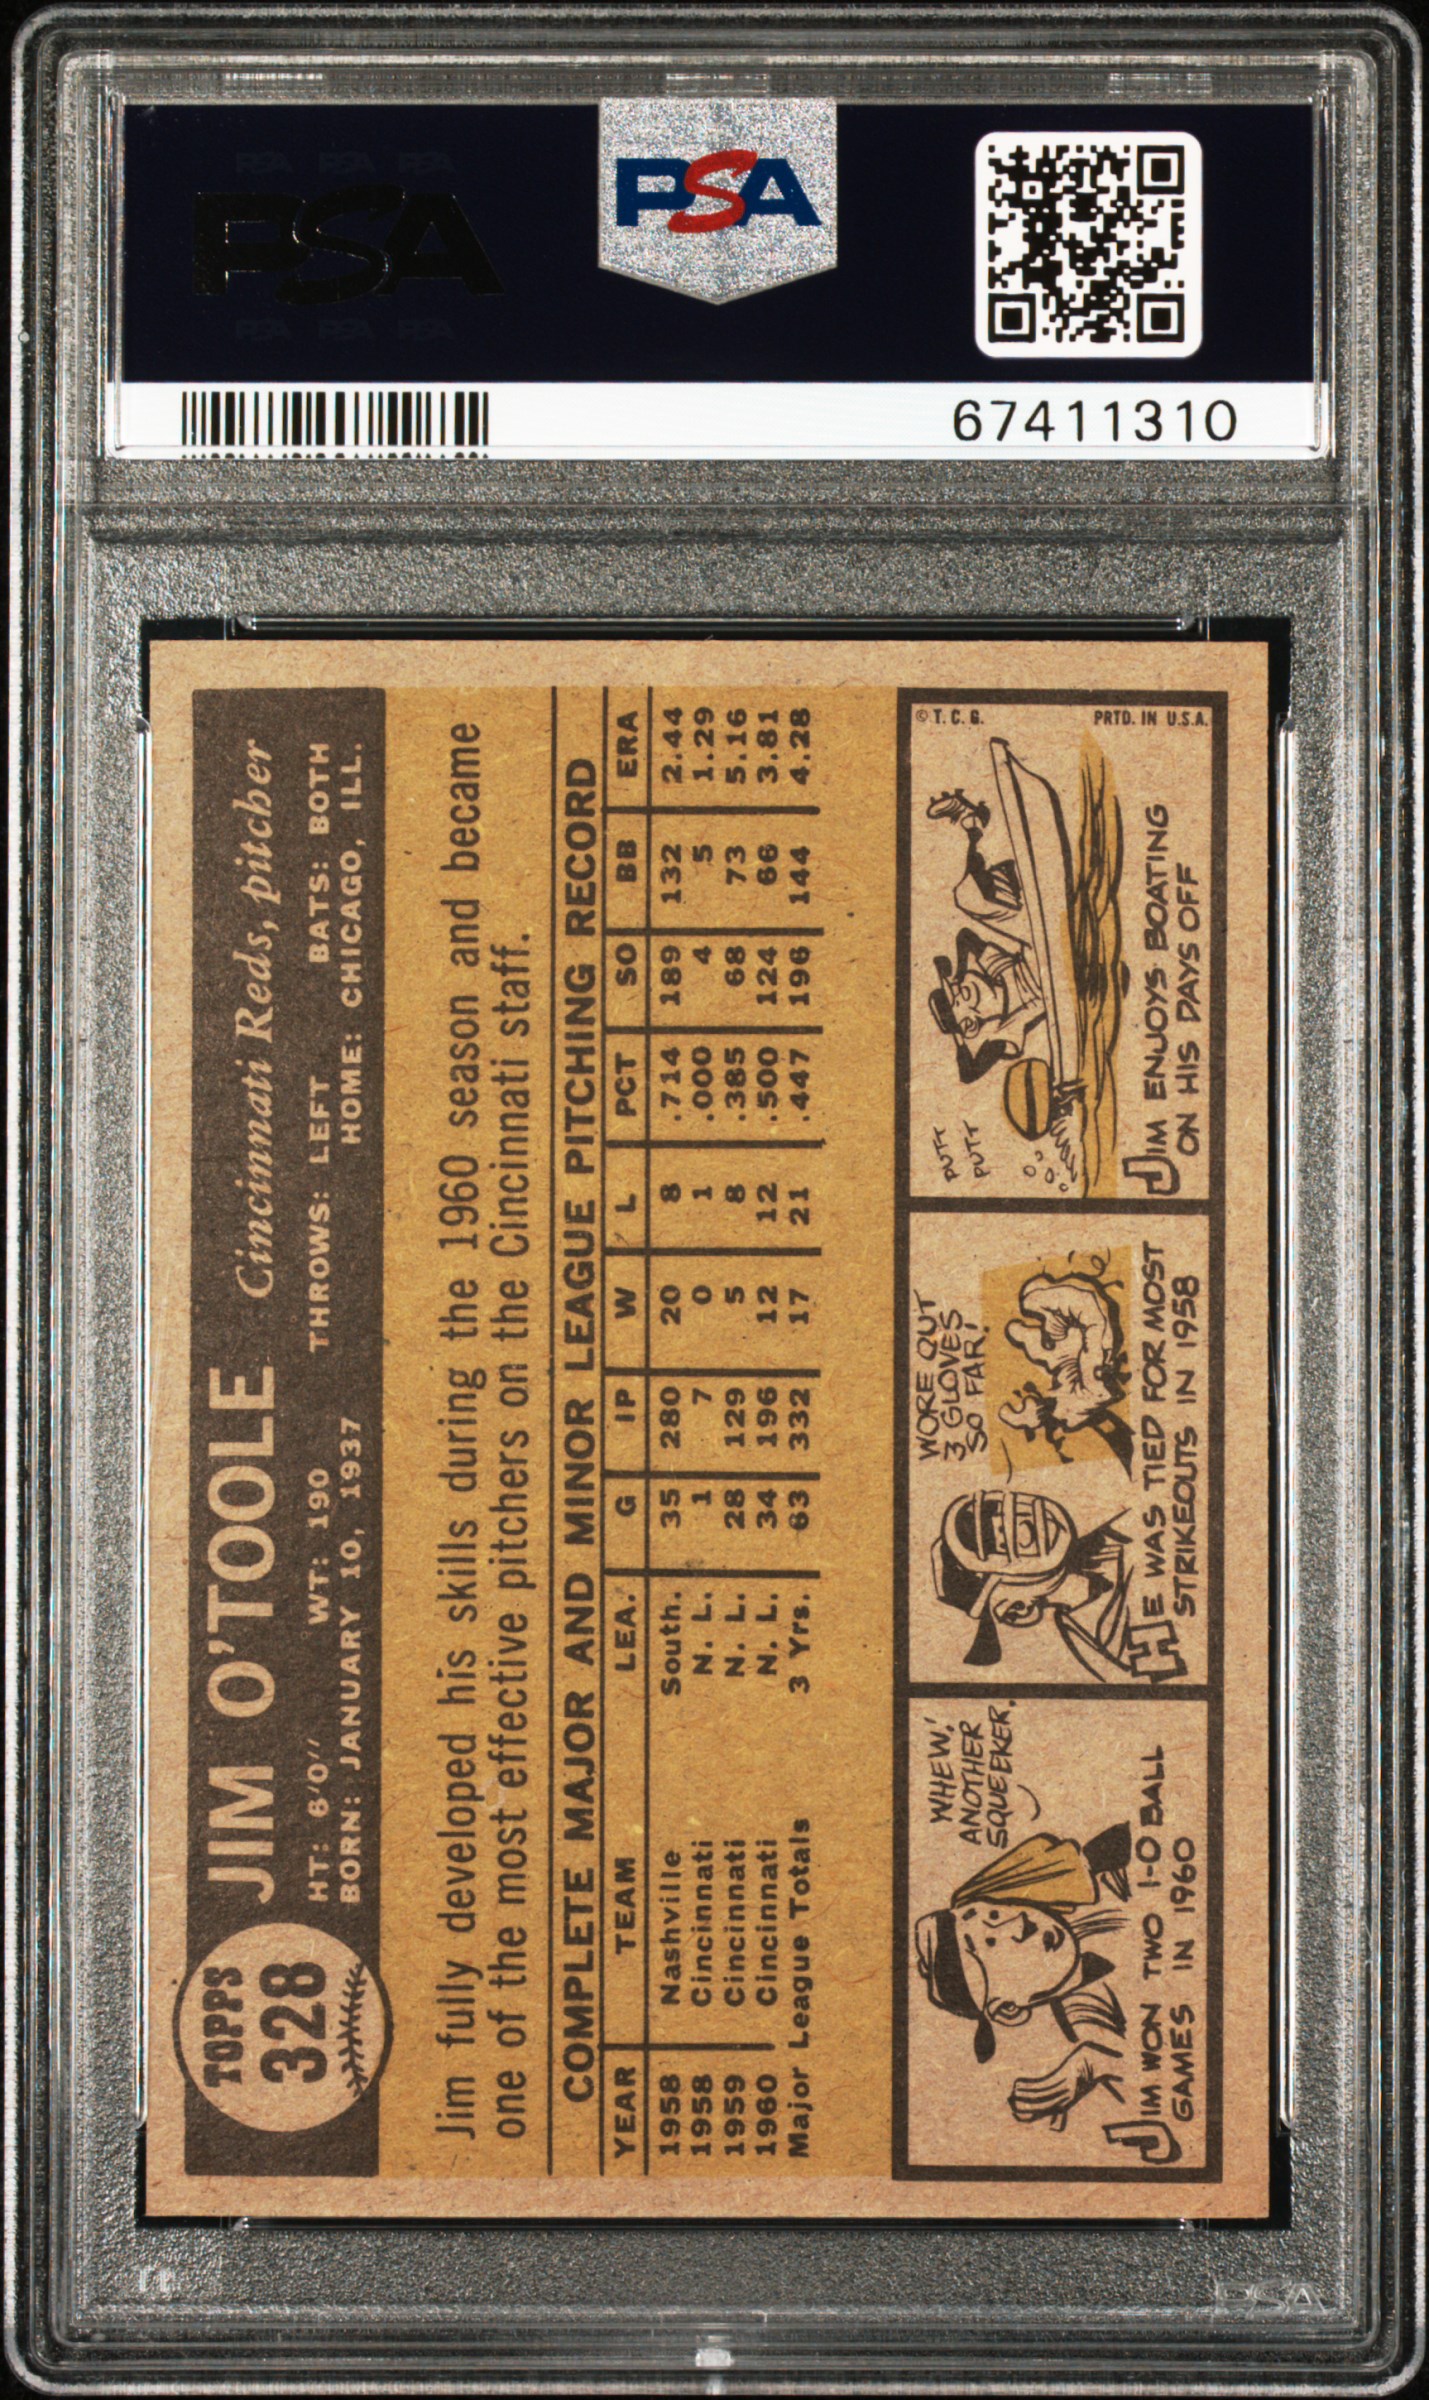 PSA PSA PSA
PSA
PSA PSA PSA
PSA
67411310
TOPPS
328
JIM O'TOOLE Cincinnati Reds, pitcher
HT: 6'0" WT: 190 THROWS: LEFT BATS: BOTH
BORN: JANUARY 10, 1937 HOME: CHICAGO, ILL.
Jim fully developed his skills during the 1960 season and became
one of the most effective pitchers on the Cincinnati staff.
COMPLETE MAJOR AND MINOR LEAGUE PITCHING RECORD
YEAR TEAM LEA. G IP W L PCT SO BB ERA
1958 Nashville South. 35 280 20 8 .714 189 132 2.44
1958 Cincinnati N. L. 1 7 0 1 .000 4 5 1.29
1959 Cincinnati N. L. 28 129 5 8 .385 68 73 5.16
1960 Cincinnati N. L. 34 196 12 12 .500 124 66 3.81
Major League Totals 3 Yrs. 63 332 17 21 .447 196 144 4.28
WHEW!
ANOTHER
SQUEEKER.
JIM WON TWO 1-0 BALL
GAMES IN 1960
WORE OUT
3 GLOVES
SO FAR!
HE WAS TIED FOR MOST
STRIKEOUTS IN 1958
© T. C. G. PRTD. IN U.S.A.
PUTT
PUTT
JIM ENJOYS BOATING
ON HIS DAYS OFF
PSA